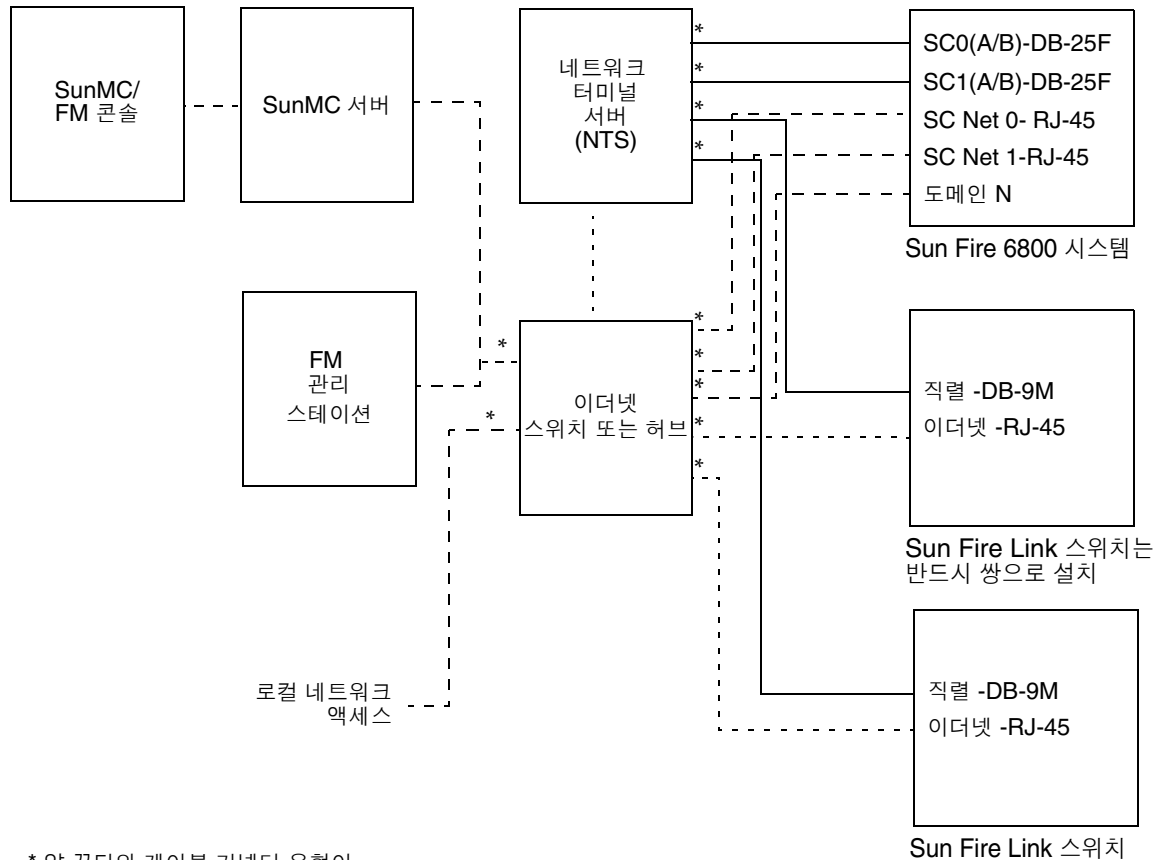 SunMC/
FM 콘솔
SunMC 서버
네트워크
터미널
서버
(NTS)
*
*
*
*
SC0(A/B)-DB-25F
SC1(A/B)-DB-25F
SC Net 0- RJ-45
SC Net 1-RJ-45
도메인 N
Sun Fire 6800 시스템
FM
관리
스테이션
*
*
이더넷
스위치 또는 허브
*
*
*
*
*
직렬 -DB-9M
이더넷 -RJ-45
Sun Fire Link 스위치는
반드시 쌍으로 설치
로컬 네트워크
액세스
직렬 -DB-9M
이더넷 -RJ-45
Sun Fire Link 스위치